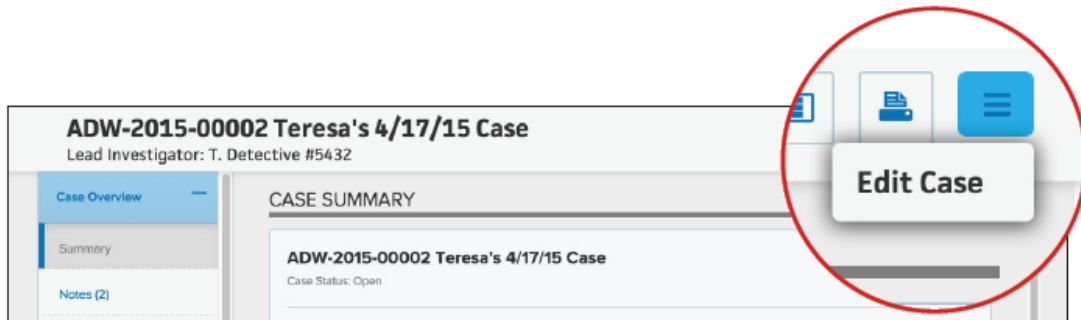 ADW-2015-00002 Teresa's 4/17/15 Case
Lead Investigator: T. Detective #5432
Edit Case
Case Overview
Summary
Notes (2)
CASE SUMMARY
ADW-2015-00002 Teresa's 4/17/15 Case
Case Status: Open